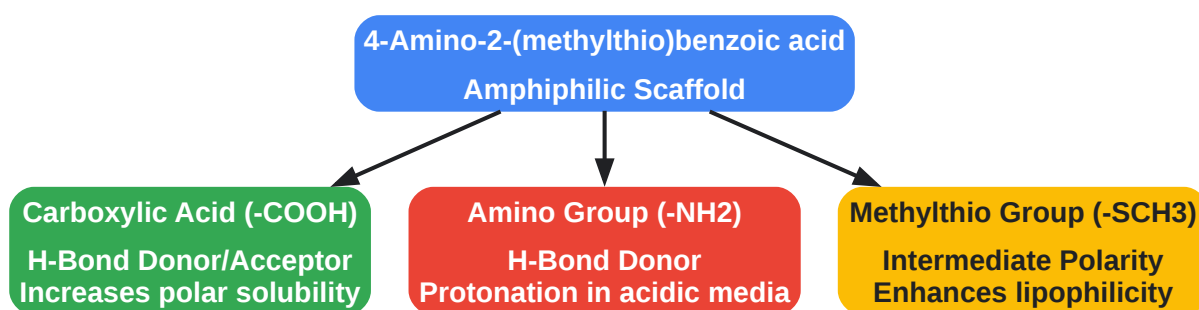 4-Amino-2-(methylthio)benzoic acid
Amphiphilic Scaffold
Carboxylic Acid (-COOH)
H-Bond Donor/Acceptor
Increases polar solubility
Amino Group (-NH2)
H-Bond Donor
Protonation in acidic media
Methylthio Group (-SCH3)
Intermediate Polarity
Enhances lipophilicity